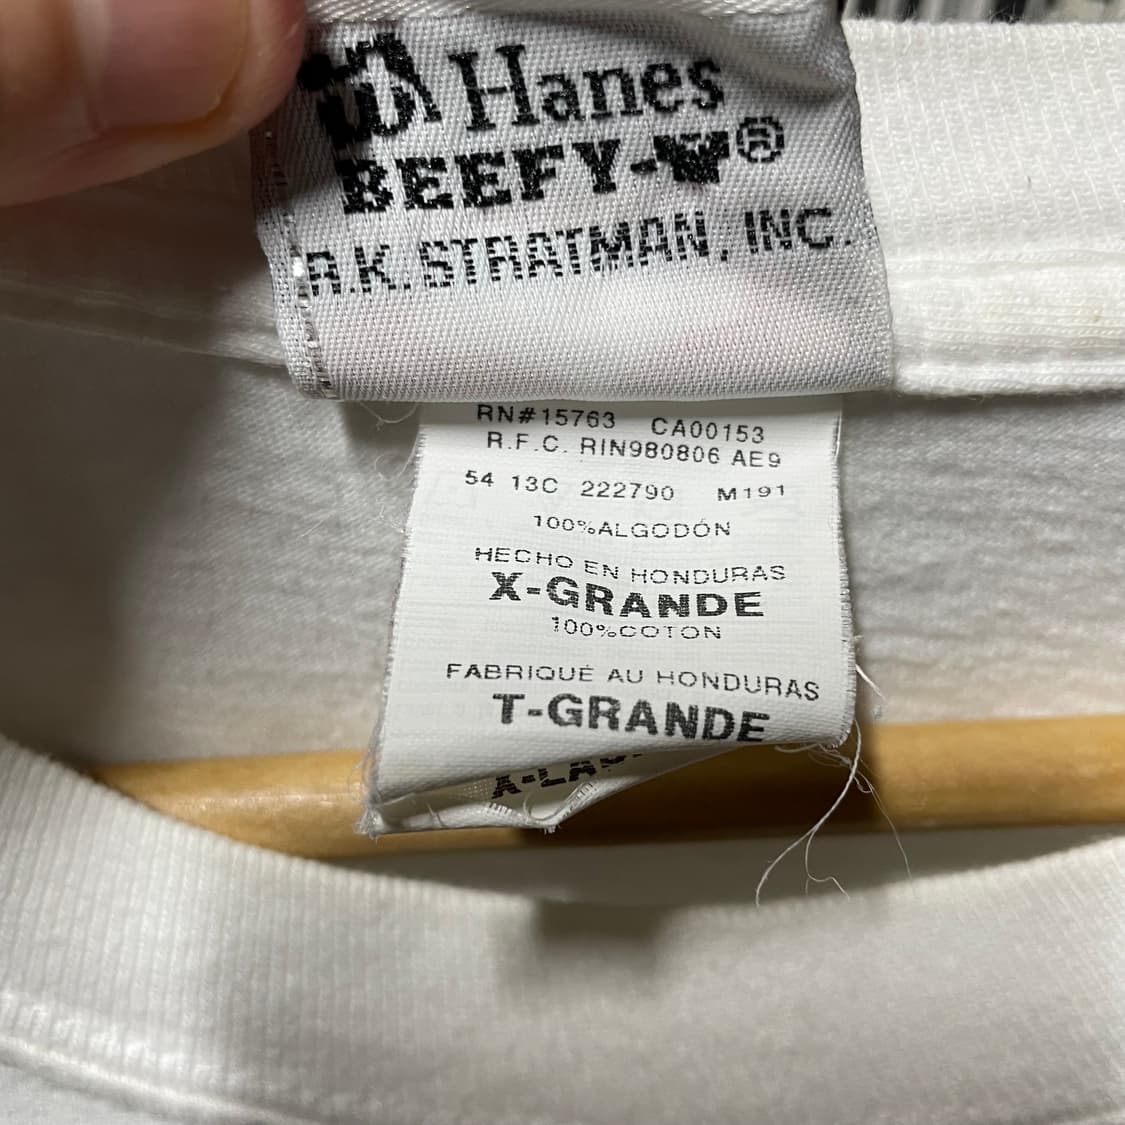 Hanes
BEEFY-T®
A.K. STRATMAN, INC.
RN#15763 CA00153
R.F.C. RIN980806 AE9
54 13C 222790 M191
100%ALGODÓN
HECHO EN HONDURAS
X-GRANDE
100%COTON
FABRIQUÉ AU HONDURAS
T-GRANDE